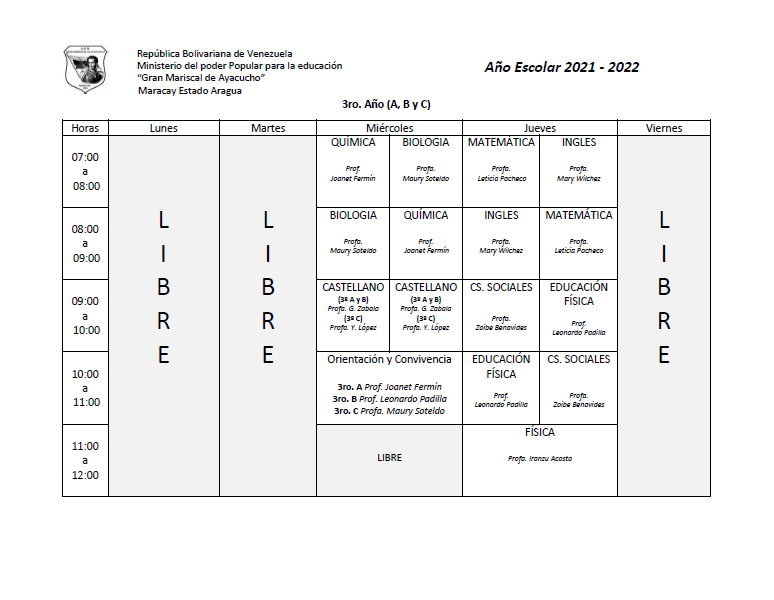 República Bolivariana de Venezuela
Ministerio del poder Popular para la educación
“Gran Mariscal de Ayacucho”
Maracay Estado Aragua
Año Escolar 2021 - 2022
3ro. Año (A, B y C)
Horas Lunes Martes Miércoles Jueves Viernes
07:00
a
08:00
QUÍMICA
Prof.
Joanet Fermín
BIOLOGIA
Profa.
Maury Soteldo
MATEMÁTICA
Profa.
Leticia Pacheco
INGLES
Profa.
Mary Wilchez
08:00
a
09:00
BIOLOGIA
Profa.
Maury Soteldo
QUÍMICA
Prof.
Joanet Fermín
INGLES
Profa.
Mary Wilchez
MATEMÁTICA
Profa.
Leticia Pacheco
09:00
a
10:00
CASTELLANO
(3º A y B)
Profa. G. Zabala
(3º C)
Profa. Y. López
CASTELLANO
(3º A y B)
Profa. G. Zabala
(3º C)
Profa. Y. López
CS. SOCIALES
Profa.
Zoibe Benavides
EDUCACIÓN
FÍSICA
Prof.
Leonardo Padilla
10:00
a
11:00
Orientación y Convivencia
3ro. A Prof. Joanet Fermín
3ro. B Prof. Leonardo Padilla
3ro. C Profa. Maury Soteldo
EDUCACIÓN
FÍSICA
Prof.
Leonardo Padilla
CS. SOCIALES
Profa.
Zoibe Benavides
11:00
a
12:00
LIBRE
FÍSICA
Profa. Iranzu Acosta
L
I
B
R
E
L
I
B
R
E
L
I
B
R
E